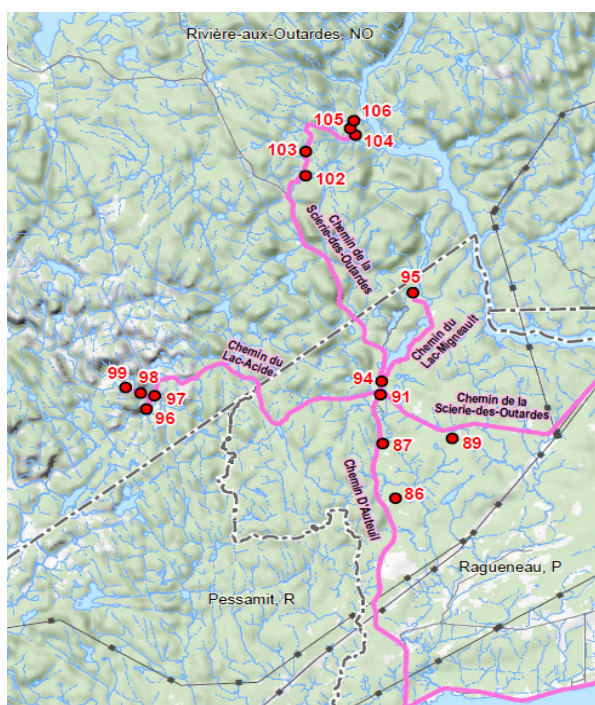 Rivière-aux-Outardes, NO
106
105
104
103
102
Chemin de la
Scierie-des-Outardes
95
Chemin du
Lac-Migneault
Chemin du
Lac-Acide
99
98
97
96
94
91
Chemin de la
Scierie-des-Outardes
87
89
Chemin D'Auteuil
86
Ragueneau, P
Pessamit, R